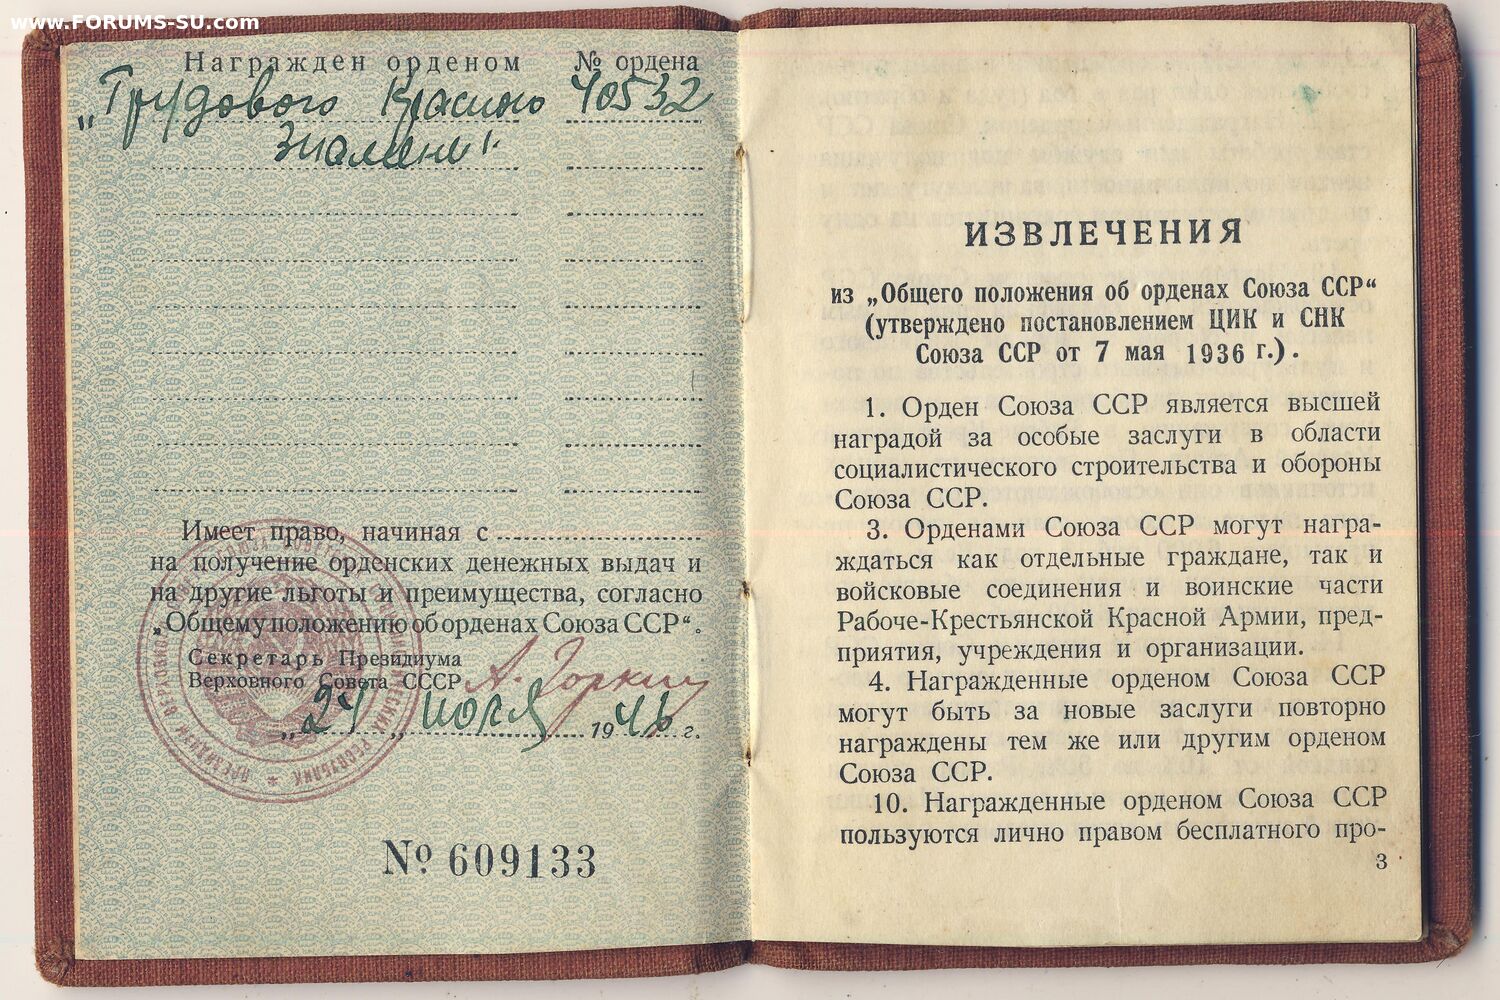 www.FORUMS-SU.com
Награжден орденом № ордена
„Трудового Красного 40532
Знамени"
Имеет право, начиная с
на получение орденских денежных выдач и
на другие льготы и преимущества, согласно
„Общему положению об орденах Союза ССР“.
Секретарь Президиума
Верховного Совета СССР А. Горкин
„24„ июля 1946 г.
№ 609133
ИЗВЛЕЧЕНИЯ
из „Общего положения об орденах Союза ССР“
(утверждено постановлением ЦИК и СНК
Союза ССР от 7 мая 1936 г.).
1. Орден Союза ССР является высшей
наградой за особые заслуги в области
социалистического строительства и обороны
Союза ССР.
3. Орденами Союза ССР могут награ-
ждаться как отдельные граждане, так и
войсковые соединения и воинские части
Рабоче-Крестьянской Красной Армии, пред-
приятия, учреждения и организации.
4. Награжденные орденом Союза ССР
могут быть за новые заслуги повторно
награждены тем же или другим орденом
Союза ССР.
10. Награжденные орденом Союза ССР
пользуются лично правом бесплатного про-
3